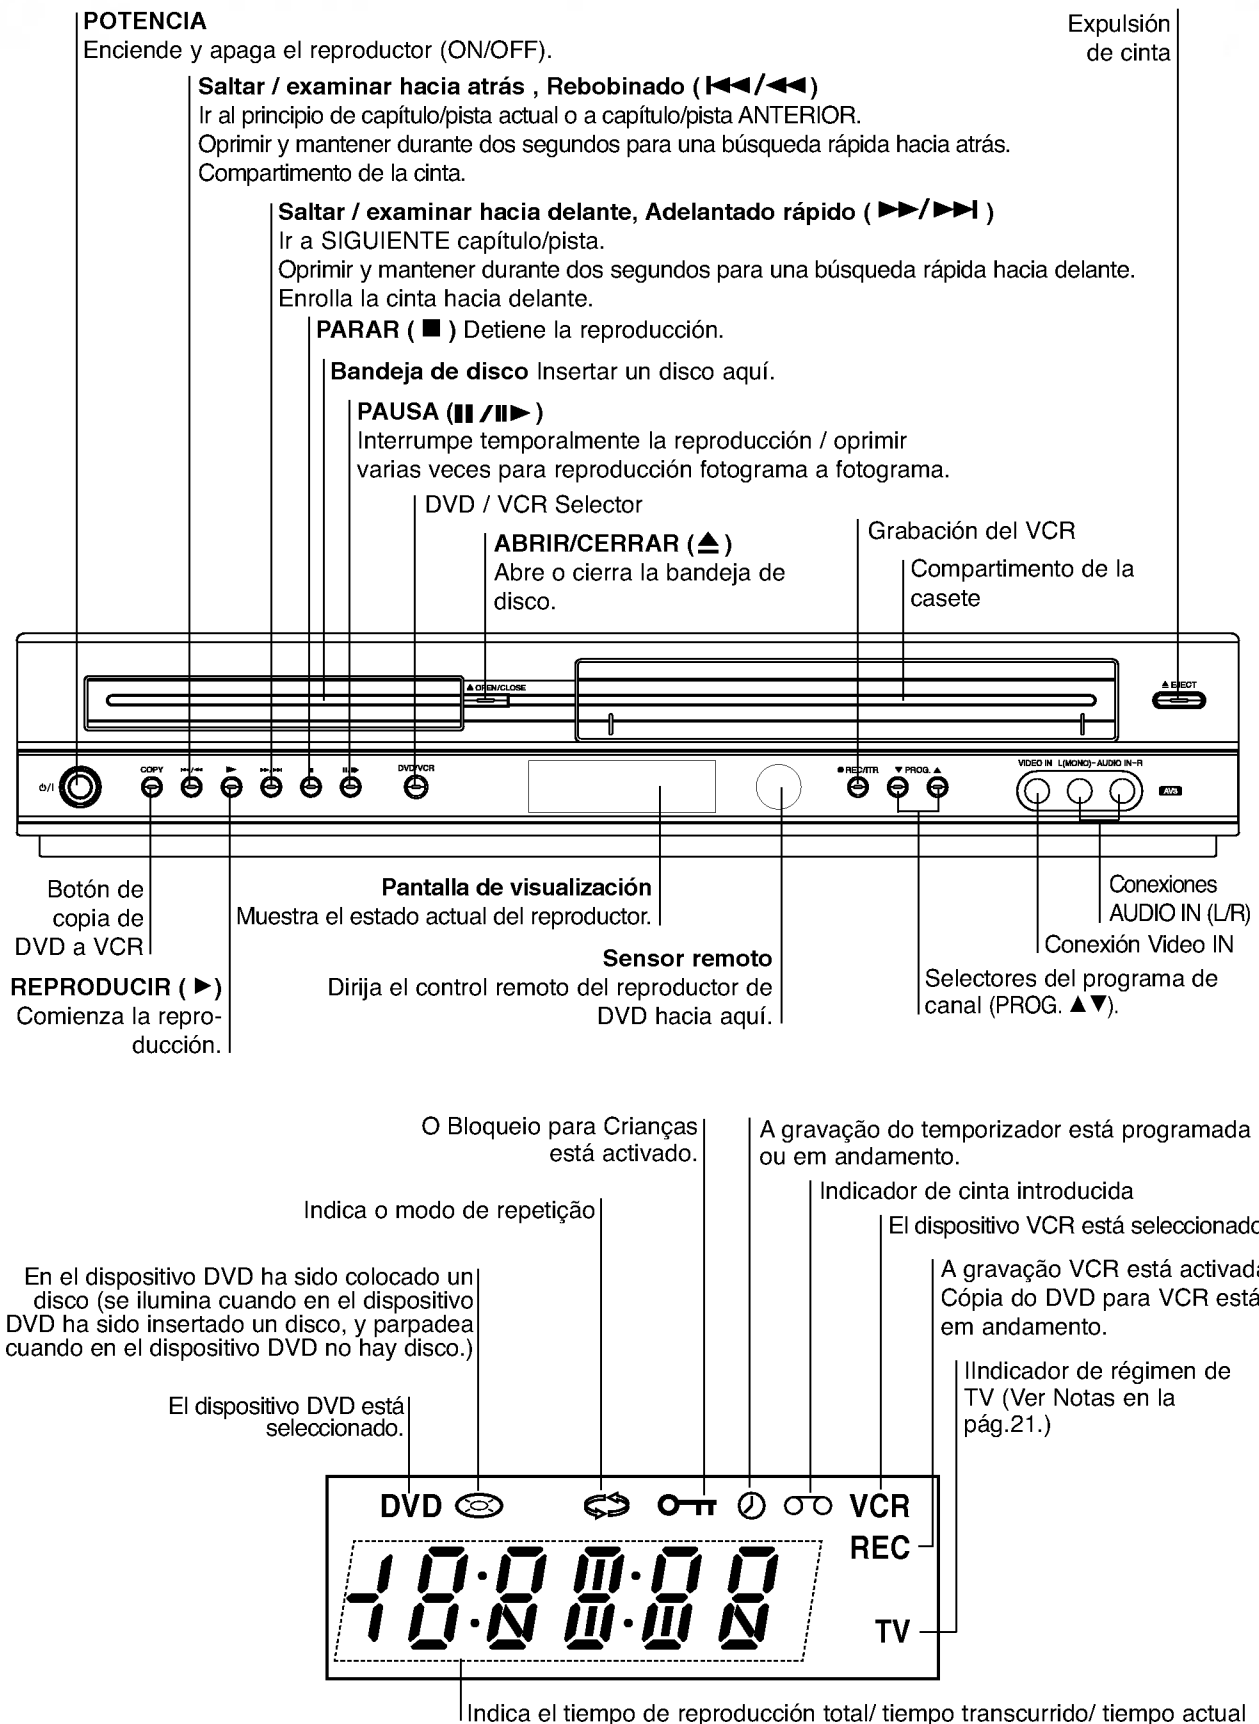 POTENCIA
Enciende y apaga el reproductor (ON/OFF).
Expulsión
de cinta
Saltar / examinar hacia atrás , Rebobinado (⏮/◀◀)
Ir al principio de capítulo/pista actual o a capítulo/pista ANTERIOR.
Oprimir y mantener durante dos segundos para una búsqueda rápida hacia atrás.
Compartimento de la cinta.
Saltar / examinar hacia delante, Adelantado rápido ( ▶▶/▶▶I )
Ir a SIGUIENTE capítulo/pista.
Oprimir y mantener durante dos segundos para una búsqueda rápida hacia delante.
Enrolla la cinta hacia delante.
PARAR ( ■ ) Detiene la reproducción.
Bandeja de disco Insertar un disco aquí.
PAUSA (II /II▶ )
Interrumpe temporalmente la reproducción / oprimir
varias veces para reproducción fotograma a fotograma.
DVD / VCR Selector
ABRIR/CERRAR (▲)
Abre o cierra la bandeja de
disco.
Grabación del VCR
Compartimento de la
casete
▲ OPEN/CLOSE
▲ EJECT
COPY
DVD/VCR
● REC/ITR
▼ PROG. ▲
VIDEO IN L(MONO)-AUDIO IN-R
AV3
Botón de
copia de
DVD a VCR
REPRODUCIR ( ▶)
Comienza la repro-
ducción.
Pantalla de visualización
Muestra el estado actual del reproductor.
Sensor remoto
Dirija el control remoto del reproductor de
DVD hacia aquí.
Conexiones
AUDIO IN (L/R)
Conexión Video IN
Selectores del programa de
canal (PROG. ▲▼).
O Bloqueio para Crianças
está activado.
A gravação do temporizador está programada
ou em andamento.
Indicador de cinta introducida
Indica o modo de repetição
El dispositivo VCR está seleccionado
En el dispositivo DVD ha sido colocado un
disco (se ilumina cuando en el dispositivo
DVD ha sido insertado un disco, y parpadea
cuando en el dispositivo DVD no hay disco.)
A gravação VCR está activada
Cópia do DVD para VCR está
em andamento.
IIndicador de régimen de
TV (Ver Notas en la
pág.21.)
El dispositivo DVD está
seleccionado.
DVD
VCR
REC
TV
Indica el tiempo de reproducción total/ tiempo transcurrido/ tiempo actual